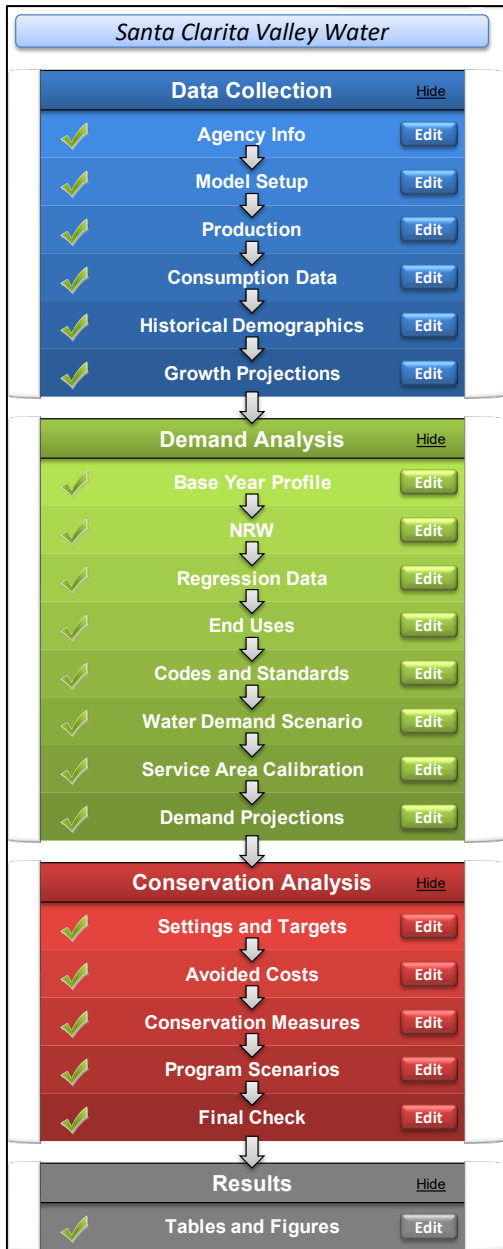 Santa Clarita Valley Water
Data Collection Hide
Agency Info Edit
Model Setup Edit
Production Edit
Consumption Data Edit
Historical Demographics Edit
Growth Projections Edit
Demand Analysis Hide
Base Year Profile Edit
NRW Edit
Regression Data Edit
End Uses Edit
Codes and Standards Edit
Water Demand Scenario Edit
Service Area Calibration Edit
Demand Projections Edit
Conservation Analysis Hide
Settings and Targets Edit
Avoided Costs Edit
Conservation Measures Edit
Program Scenarios Edit
Final Check Edit
Results Hide
Tables and Figures Edit